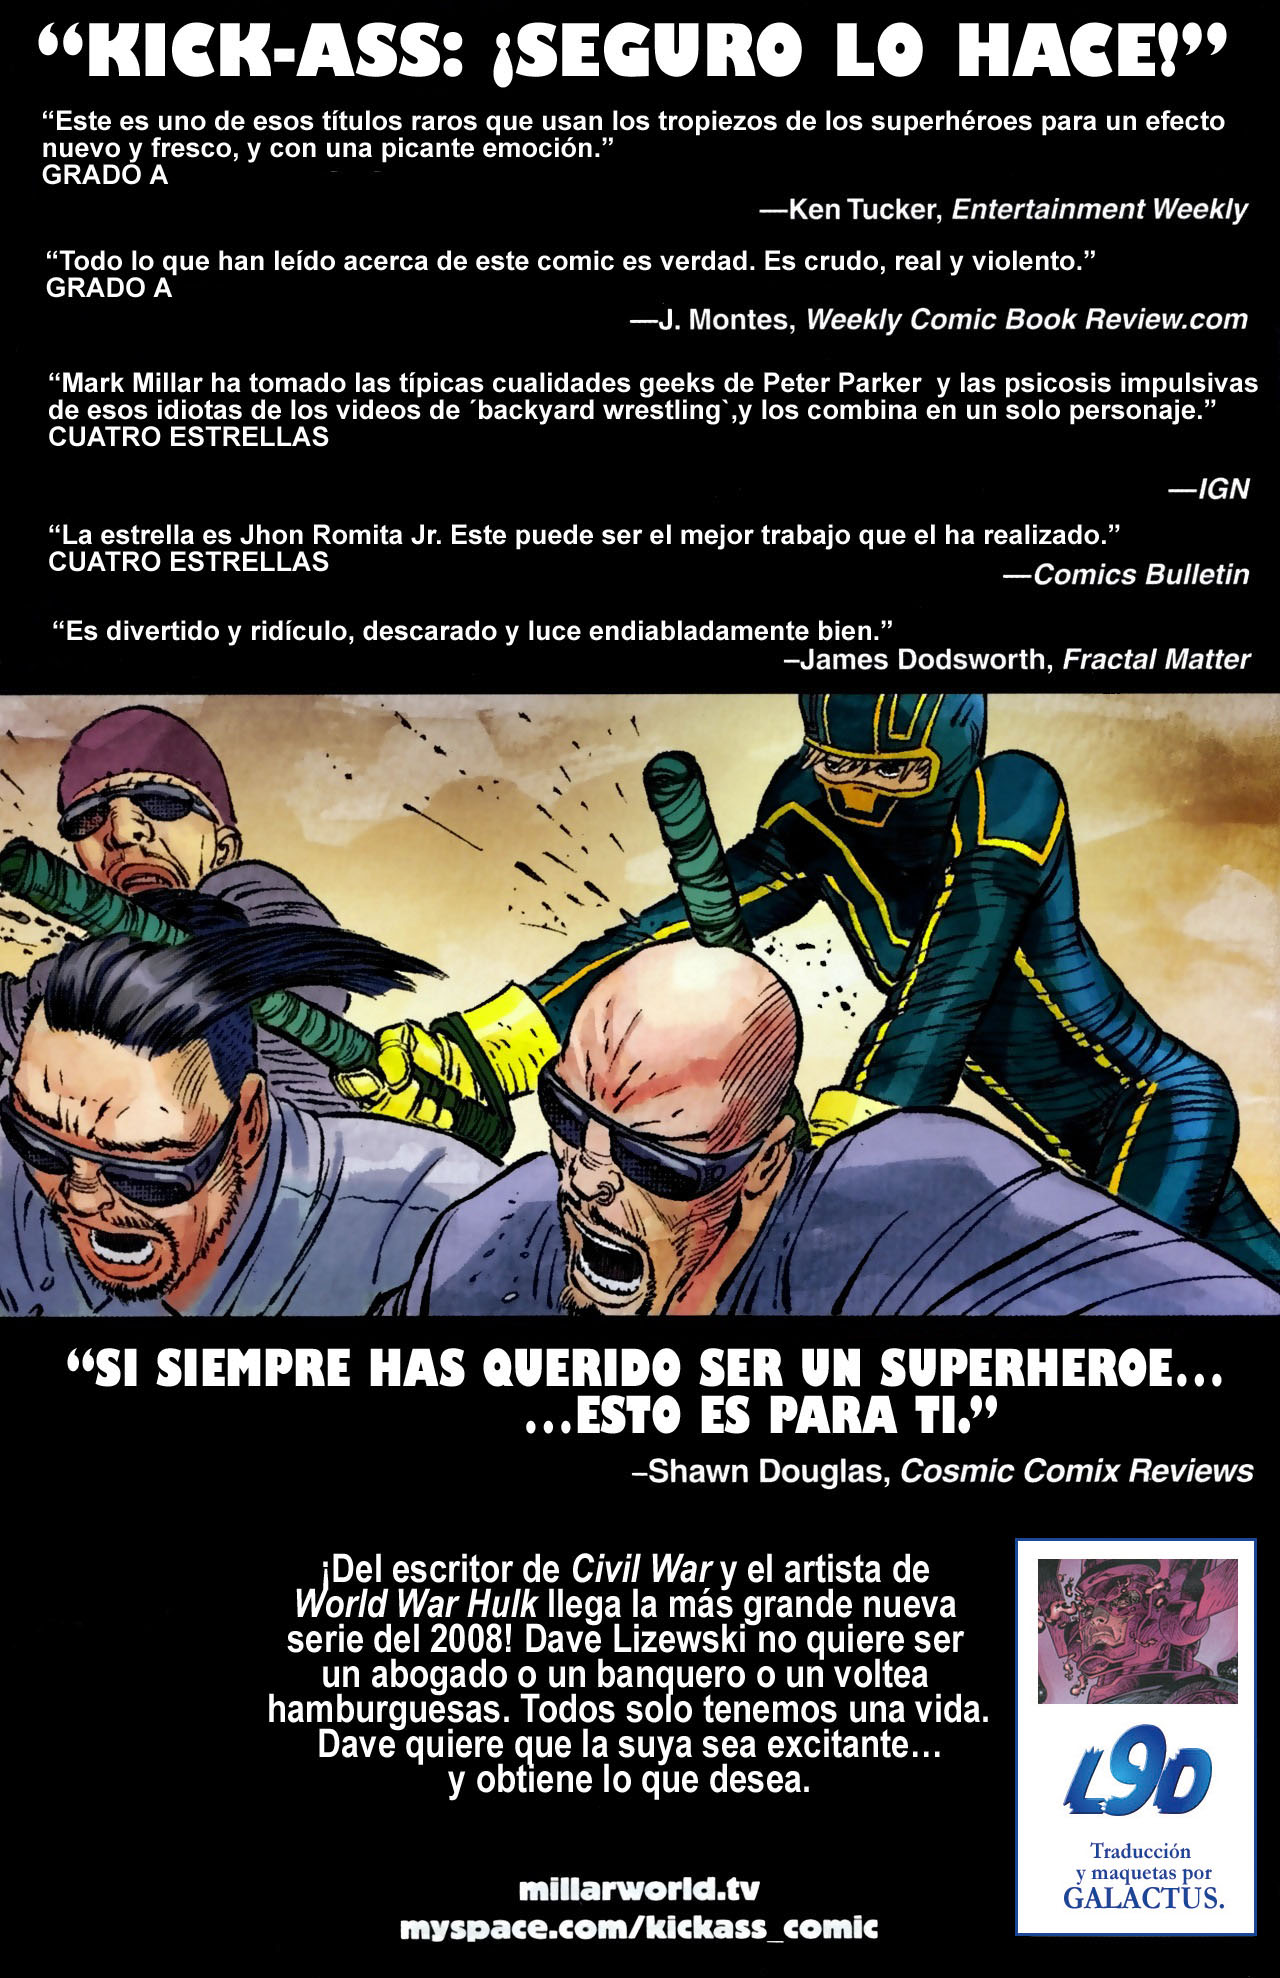 “KICK-ASS: ¡SEGURO LO HACE!”
“Este es uno de esos títulos raros que usan los tropiezos de los superhéroes para un efecto
nuevo y fresco, y con una picante emoción.”
GRADO A
—Ken Tucker, Entertainment Weekly
“Todo lo que han leído acerca de este comic es verdad. Es crudo, real y violento.”
GRADO A
—J. Montes, Weekly Comic Book Review.com
“Mark Millar ha tomado las típicas cualidades geeks de Peter Parker  y las psicosis impulsivas
de esos idiotas de los videos de ´backyard wrestling`,y los combina en un solo personaje.”
CUATRO ESTRELLAS
—IGN
“La estrella es Jhon Romita Jr. Este puede ser el mejor trabajo que el ha realizado.”
CUATRO ESTRELLAS
—Comics Bulletin
“Es divertido y ridículo, descarado y luce endiabladamente bien.”
–James Dodsworth, Fractal Matter
“SI SIEMPRE HAS QUERIDO SER UN SUPERHEROE...
...ESTO ES PARA TI.”
–Shawn Douglas, Cosmic Comix Reviews
¡Del escritor de Civil War y el artista de
World War Hulk llega la más grande nueva
serie del 2008! Dave Lizewski no quiere ser
un abogado o un banquero o un voltea
hamburguesas. Todos solo tenemos una vida.
Dave quiere que la suya sea excitante...
y obtiene lo que desea.
millarworld.tv
myspace.com/kickass_comic
L9D
Traducción
y maquetas por
GALACTUS.